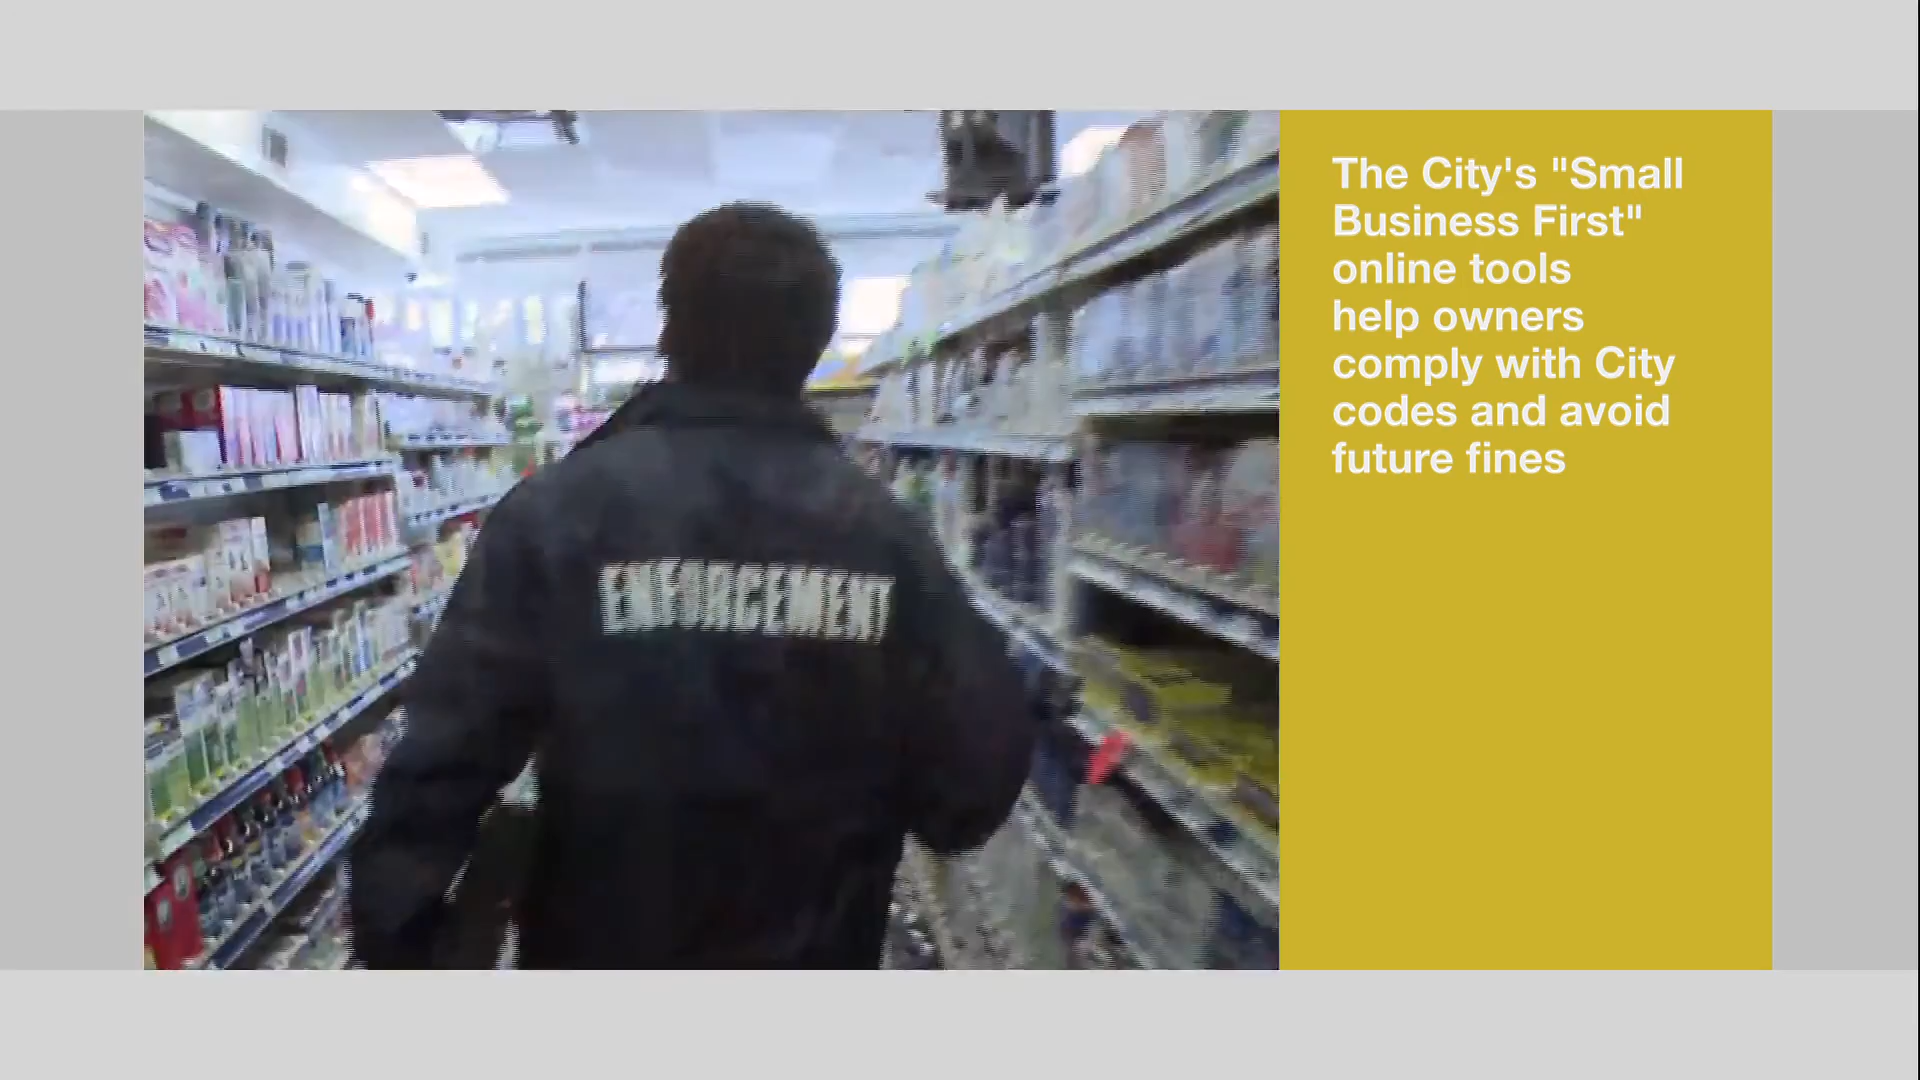 The City's "Small
Business First"
online tools
help owners
comply with City
codes and avoid
future fines
ENFORCEMENT